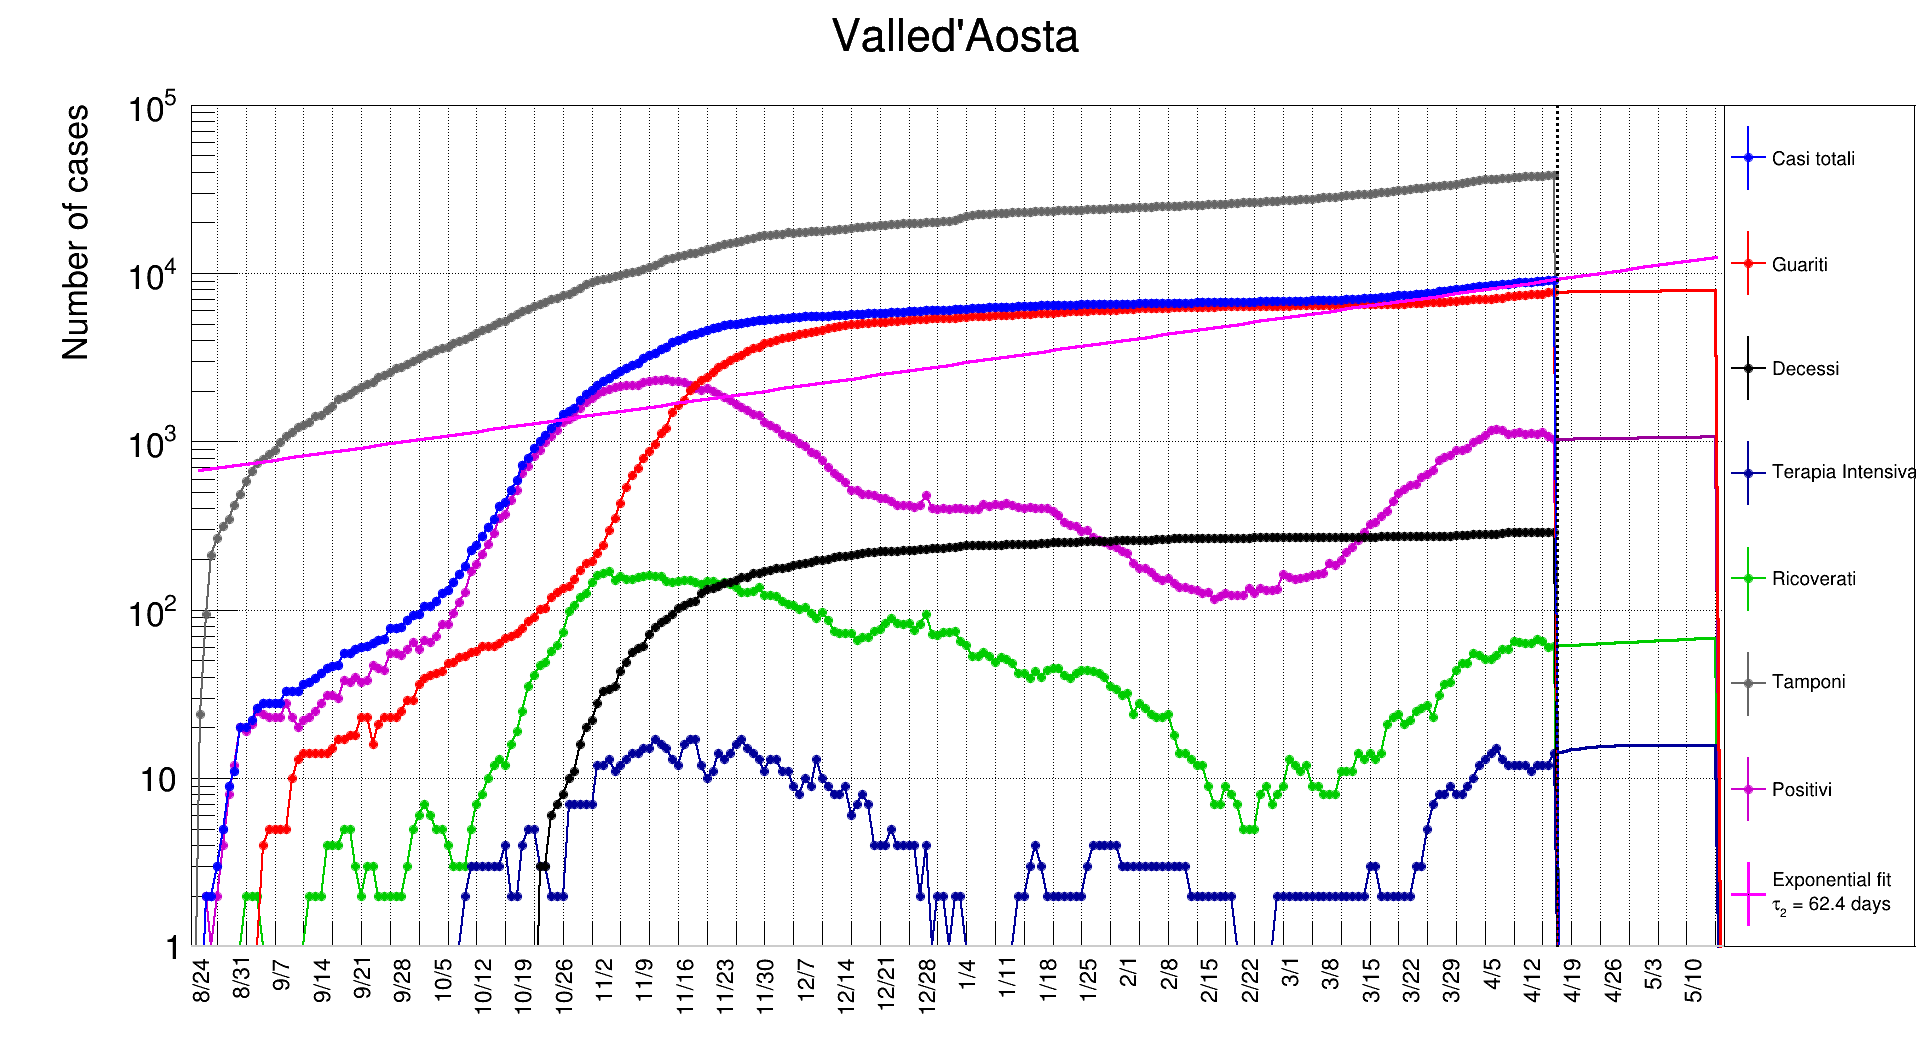 Valled'Aosta
Number of cases
10^5
10^4
10^3
10^2
10
1
8/24 8/31 9/7 9/14 9/21 9/28 10/5 10/12 10/19 10/26 11/2 11/9 11/16 11/23 11/30 12/7 12/14 12/21 12/28 1/4 1/11 1/18 1/25 2/1 2/8 2/15 2/22 3/1 3/8 3/15 3/22 3/29 4/5 4/12 4/19 4/26 5/3 5/10
Casi totali
Guariti
Decessi
Terapia Intensiva
Ricoverati
Tamponi
Positivi
Exponential fit
τ_2 = 62.4 days